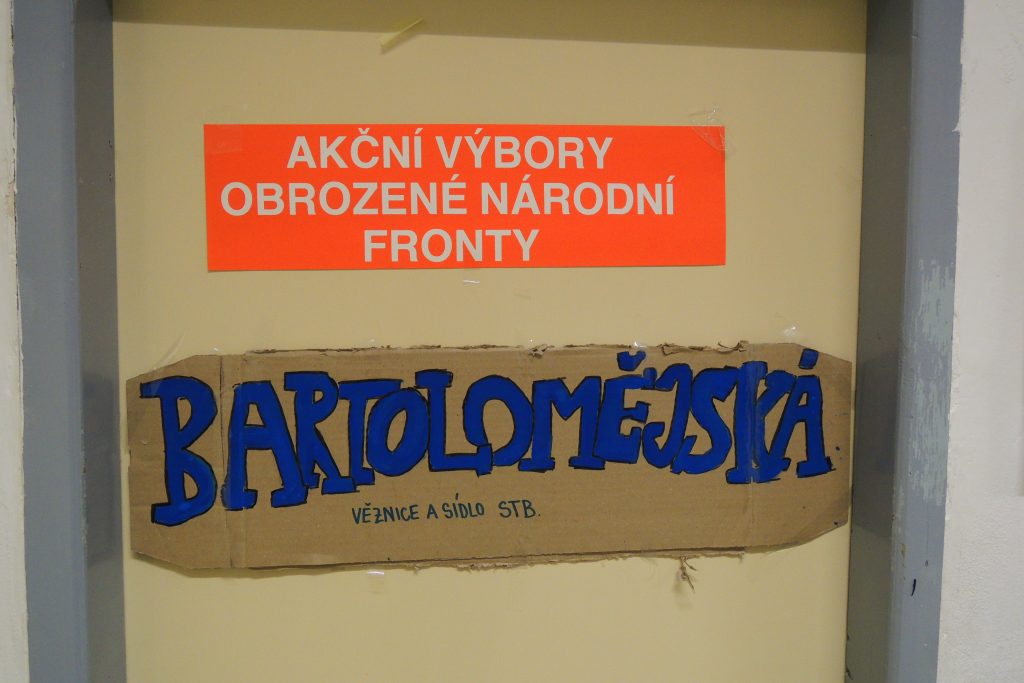 AKČNÍ VÝBORY
OBROZENÉ NÁRODNÍ
FRONTY
BARTOLOMĚJSKÁ
VĚZNICE A SÍDLO STB.